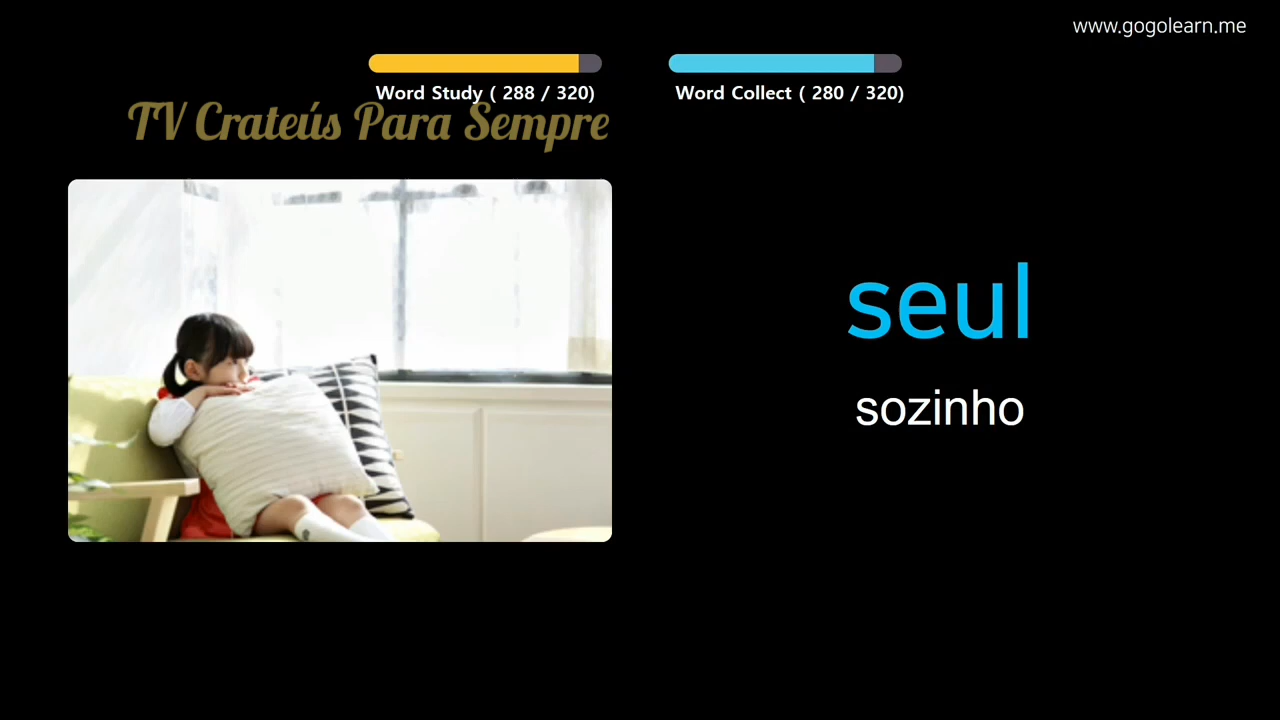 www.gogolearn.me
Word Study ( 288 / 320)
Word Collect ( 280 / 320)
TV Crateús Para Sempre
seul
sozinho